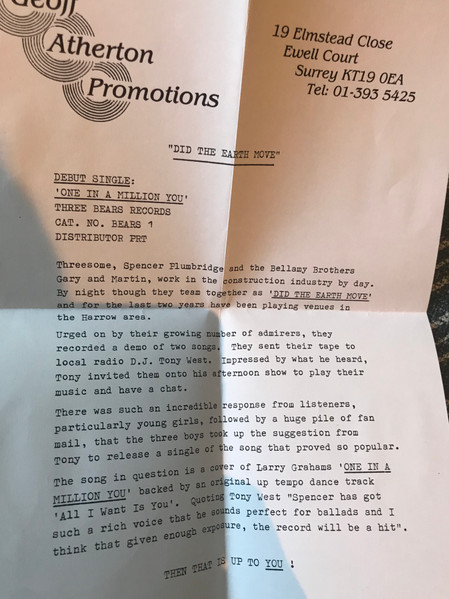 Geoff
Atherton
Promotions
19 Elmstead Close
Ewell Court
Surrey KT19 0EA
Tel: 01-393 5425
"DID THE EARTH MOVE"
DEBUT SINGLE:
'ONE IN A MILLION YOU'
THREE BEARS RECORDS
CAT. NO. BEARS 1
DISTRIBUTOR PRT
Threesome, Spencer Plumbridge and the Bellamy Brothers
Gary and Martin, work in the construction industry by day.
By night though they team together as 'DID THE EARTH MOVE'
and for the last two years have been playing venues in
the Harrow area.
Urged on by their growing number of admirers, they
recorded a demo of two songs. They sent their tape to
local radio D.J. Tony West. Impressed by what he heard,
Tony invited them onto his afternoon show to play their
music and have a chat.
There was such an incredible response from listeners,
particularly young girls, followed by a huge pile of fan
mail, that the three boys took up the suggestion from
Tony to release a single of the song that proved so popular.
The song in question is a cover of Larry Grahams 'ONE IN A
MILLION YOU' backed by an original up tempo dance track
'All I Want Is You'. Quoting Tony West "Spencer has got
such a rich voice that he sounds perfect for ballads and I
think that given enough exposure, the record will be a hit".
THEN THAT IS UP TO YOU !